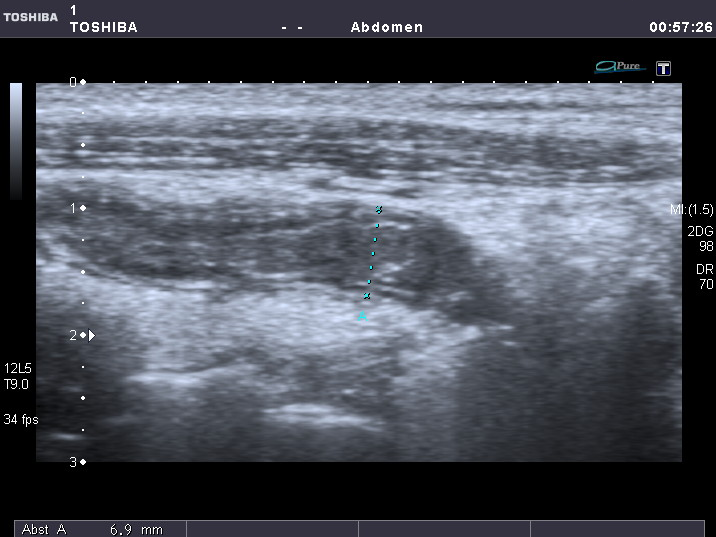 TOSHIBA
1
TOSHIBA - - Abdomen 00:57:26
aPure T
0
1
2
3
MI:(1.5)
2DG
98
DR
70
12L5
T9.0
34 fps
A
Abst A 6.9 mm